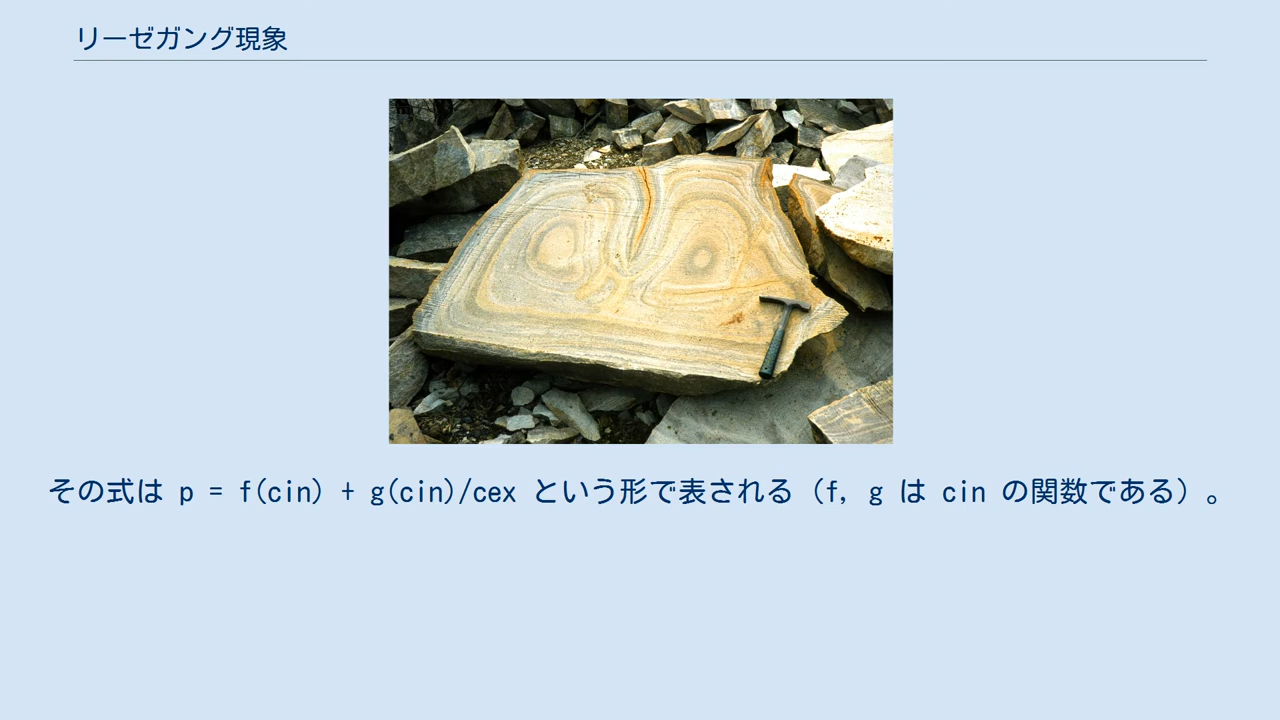 リーゼガング現象
その式は p = f(cin) + g(cin)/cex という形で表される（f, g は cin の関数である）。